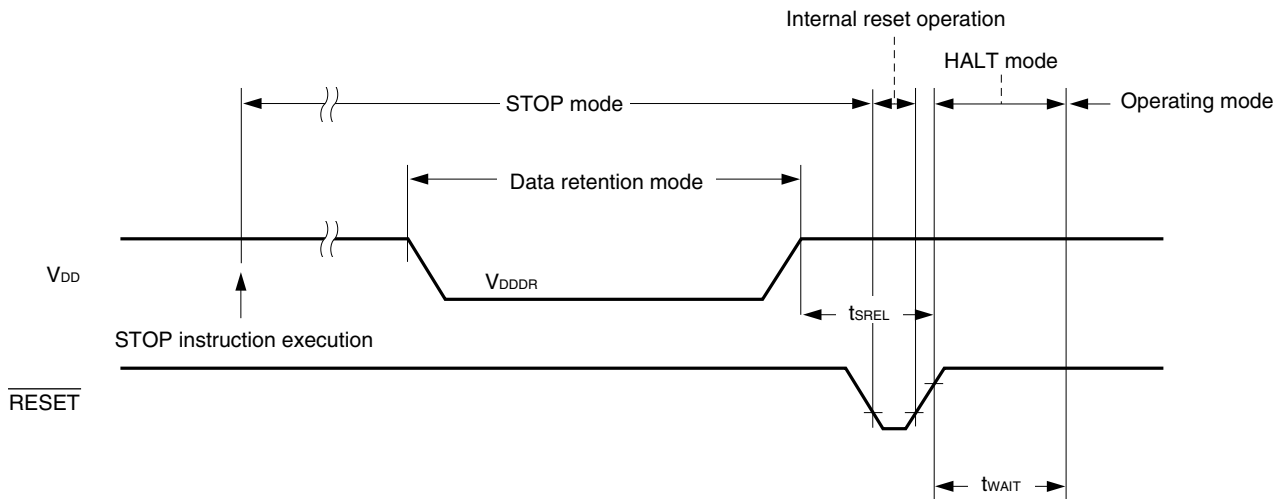 Internal reset operation
HALT mode
STOP mode
Operating mode
Data retention mode
VDD
VDDDR
tSREL
STOP instruction execution
RESET
tWAIT